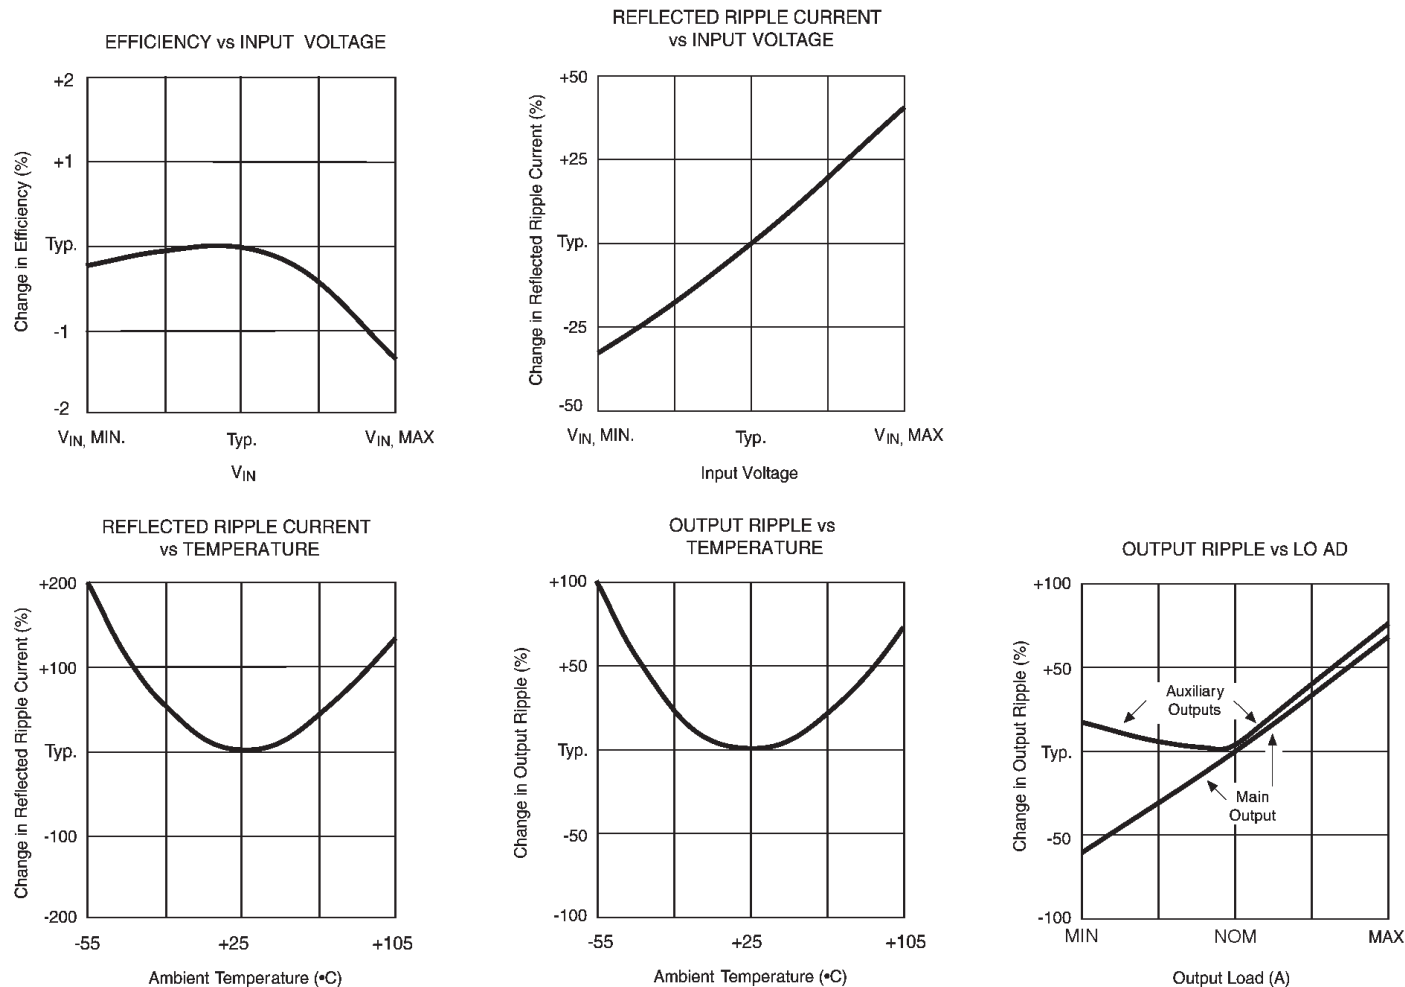 EFFICIENCY vs INPUT VOLTAGE
Change in Efficiency (%)
+2
+1
Typ.
-1
-2
VIN, MIN.
Typ.
VIN, MAX
VIN
REFLECTED RIPPLE CURRENT
vs INPUT VOLTAGE
Change in Reflected Ripple Current (%)
+50
+25
Typ.
-25
-50
VIN, MIN.
Typ.
VIN, MAX
Input Voltage
REFLECTED RIPPLE CURRENT
vs TEMPERATURE
Change in Reflected Ripple Current (%)
+200
+100
Typ.
-100
-200
-55
+25
+105
Ambient Temperature (•C)
OUTPUT RIPPLE vs
TEMPERATURE
Change in Output Ripple (%)
+100
+50
Typ.
-50
-100
-55
+25
+105
Ambient Temperature (•C)
OUTPUT RIPPLE vs LO AD
Change in Output Ripple (%)
+100
+50
Typ.
-50
-100
Auxiliary
Outputs
Main
Output
MIN
NOM
MAX
Output Load (A)